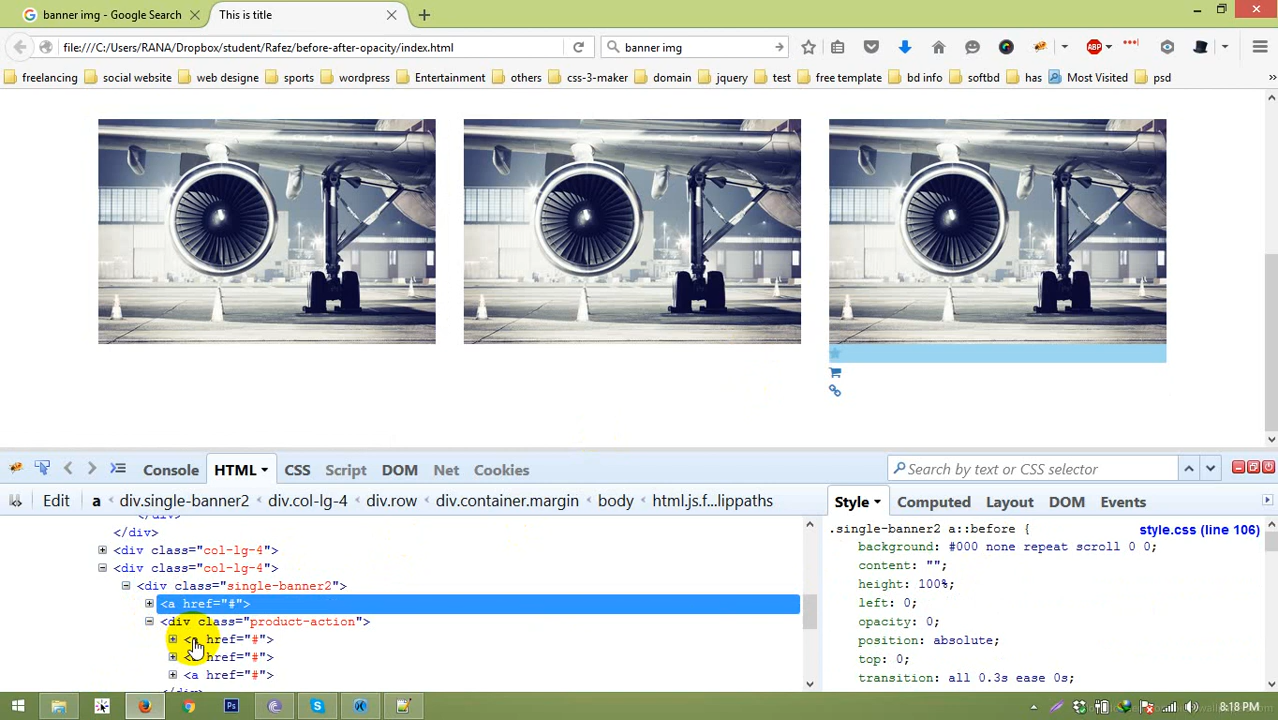 banner img - Google Search
This is title
file:///C:/Users/RANA/Dropbox/student/Rafez/before-after-opacity/index.html
banner img
ABP
freelancing
social website
web designe
sports
wordpress
Entertainment
others
css-3-maker
domain
jquery
test
free template
bd info
softbd
has
Most Visited
psd
Console
HTML
CSS
Script
DOM
Net
Cookies
Search by text or CSS selector
Edit
a < div.single-banner2 < div.col-lg-4 < div.row < div.container.margin < body < html.js.f...lippaths
Style
Computed
Layout
DOM
Events
</div>
<div class="col-lg-4">
<div class="col-lg-4">
<div class="single-banner2">
<a href="#">
<div class="product-action">
<a href="#">
<a href="#">
<a href="#">
</div>
.single-banner2 a::before {
style.css (line 106)
background: #000 none repeat scroll 0 0;
content: "";
height: 100%;
left: 0;
opacity: 0;
position: absolute;
top: 0;
transition: all 0.3s ease 0s;
Ps
8:18 PM